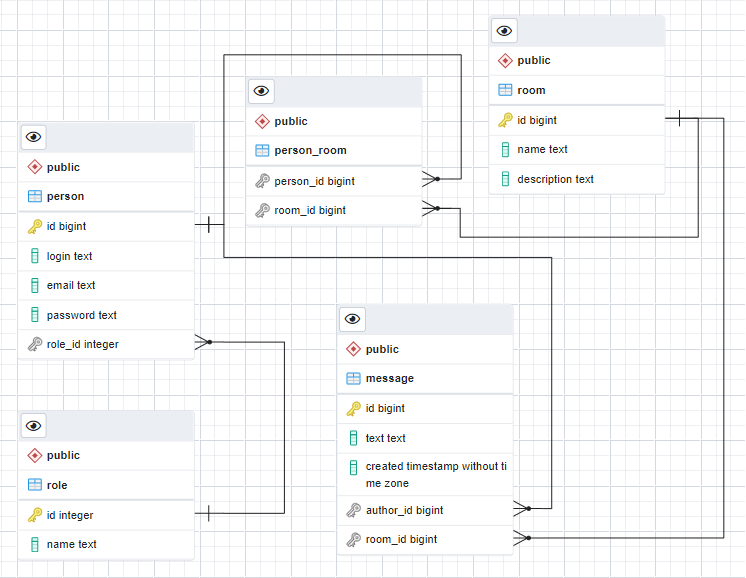 public
room
id bigint
name text
description text
public
person_room
person_id bigint
room_id bigint
public
person
id bigint
login text
email text
password text
role_id integer
public
message
id bigint
text text
created timestamp without ti
me zone
author_id bigint
room_id bigint
public
role
id integer
name text